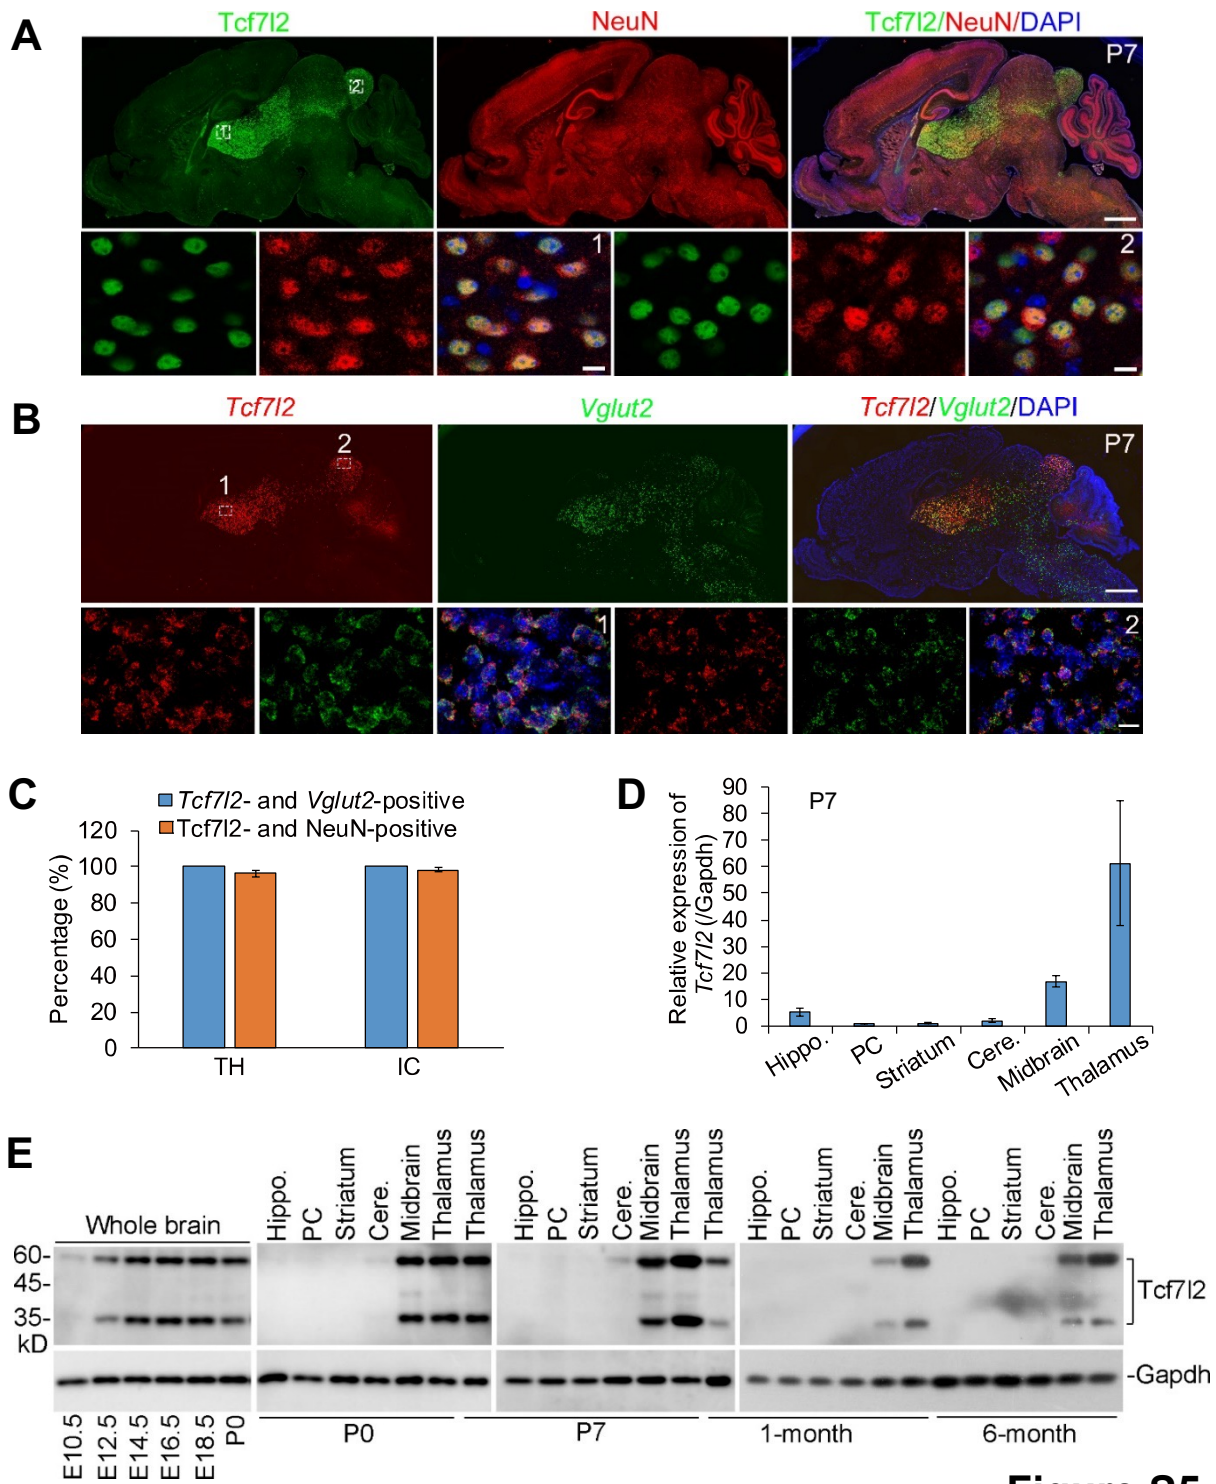 A
Tcf7l2
NeuN
Tcf7l2/NeuN/DAPI
P7
1
2
1
2
B
Tcf7l2
Vglut2
Tcf7l2/Vglut2/DAPI
P7
1
2
1
2
C
Tcf7l2- and Vglut2-positive
Tcf7l2- and NeuN-positive
Percentage (%)
120
100
80
60
40
20
0
TH
IC
D
P7
Relative expression of
Tcf7l2 (/Gapdh)
90
80
70
60
50
40
30
20
10
0
Hippo.
PC
Striatum
Cere.
Midbrain
Thalamus
E
Whole brain
Hippo.
PC
Striatum
Cere.
Midbrain
Thalamus
Thalamus
Hippo.
PC
Striatum
Cere.
Midbrain
Thalamus
Thalamus
Hippo.
PC
Striatum
Cere.
Midbrain
Thalamus
Hippo.
PC
Striatum
Cere.
Midbrain
Thalamus
60-
45-
35-
kD
Tcf7l2
-Gapdh
E10.5
E12.5
E14.5
E16.5
E18.5
P0
P0
P7
1-month
6-month